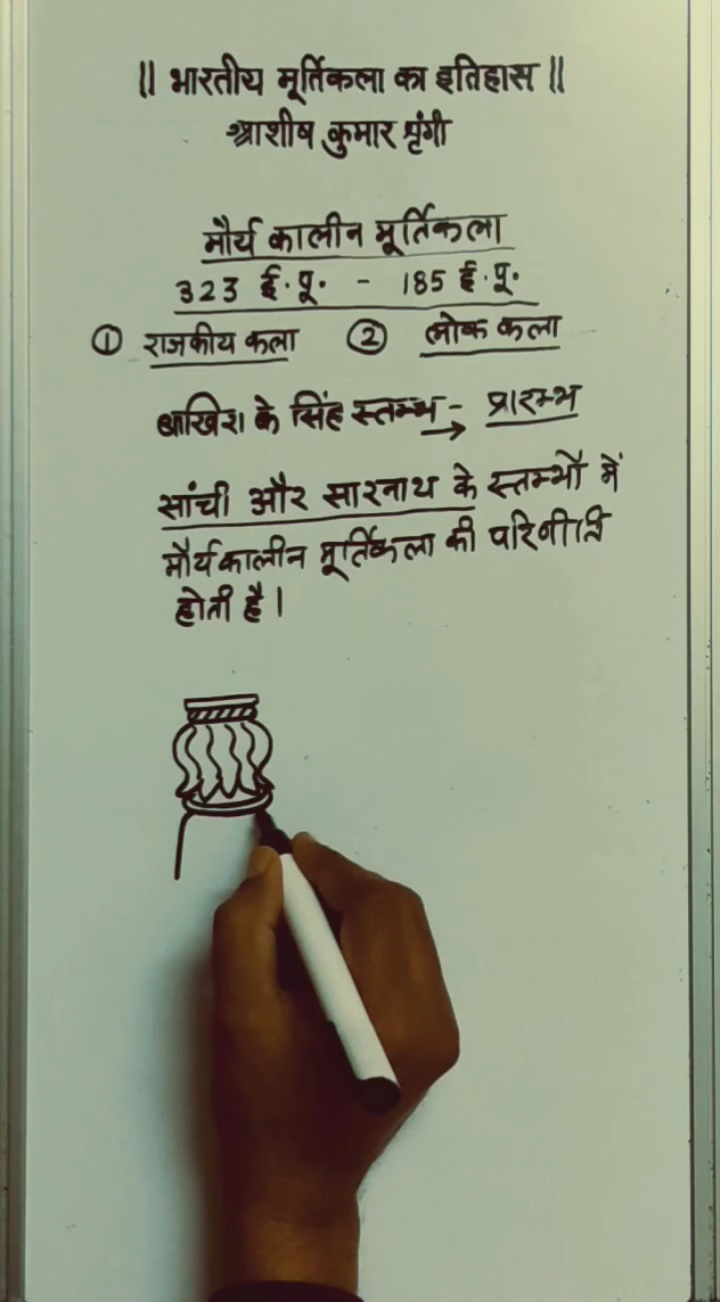 || भारतीय मूर्तिकला का इतिहास ||
आशीष कुमार शृंगी
मौर्य कालीन मूर्तिकला
323 ई.पू. - 185 ई.पू.
① राजकीय कला ② लोक कला
के सिंह स्तम्भ -> प्रारम्भ
सांची और सारनाथ के स्तम्भौ में
मौर्यकालीन मूर्तिकला की
होती है।